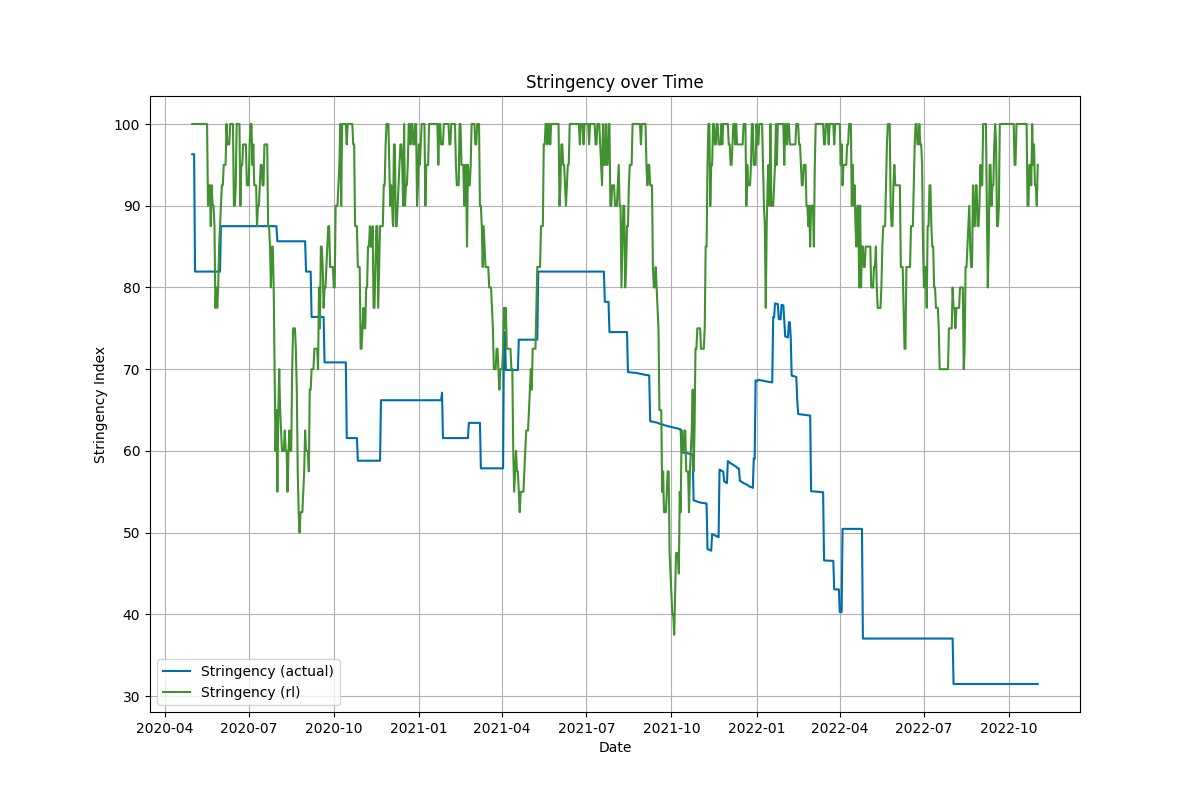 Stringency over Time
Stringency Index
100
90
80
70
60
50
40
30
Stringency (actual)
Stringency (rl)
2020-04 2020-07 2020-10 2021-01 2021-04 2021-07 2021-10 2022-01 2022-04 2022-07 2022-10
Date